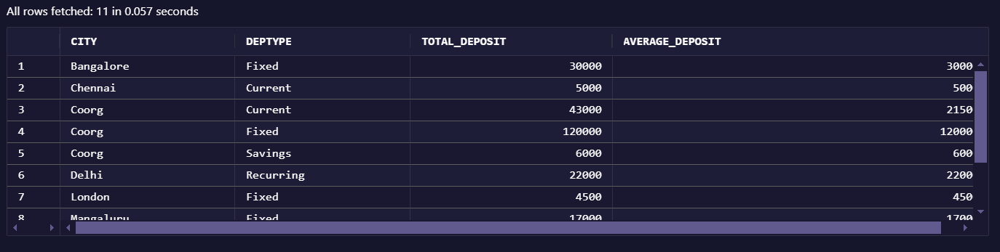 All rows fetched: 11 in 0.057 seconds
CITY DEPTYPE TOTAL_DEPOSIT AVERAGE_DEPOSIT
1 Bangalore Fixed 30000 3000
2 Chennai Current 5000 500
3 Coorg Current 43000 2150
4 Coorg Fixed 120000 12000
5 Coorg Savings 6000 600
6 Delhi Recurring 22000 2200
7 London Fixed 4500 450
8 Mangaluru Fixed 17000 1700